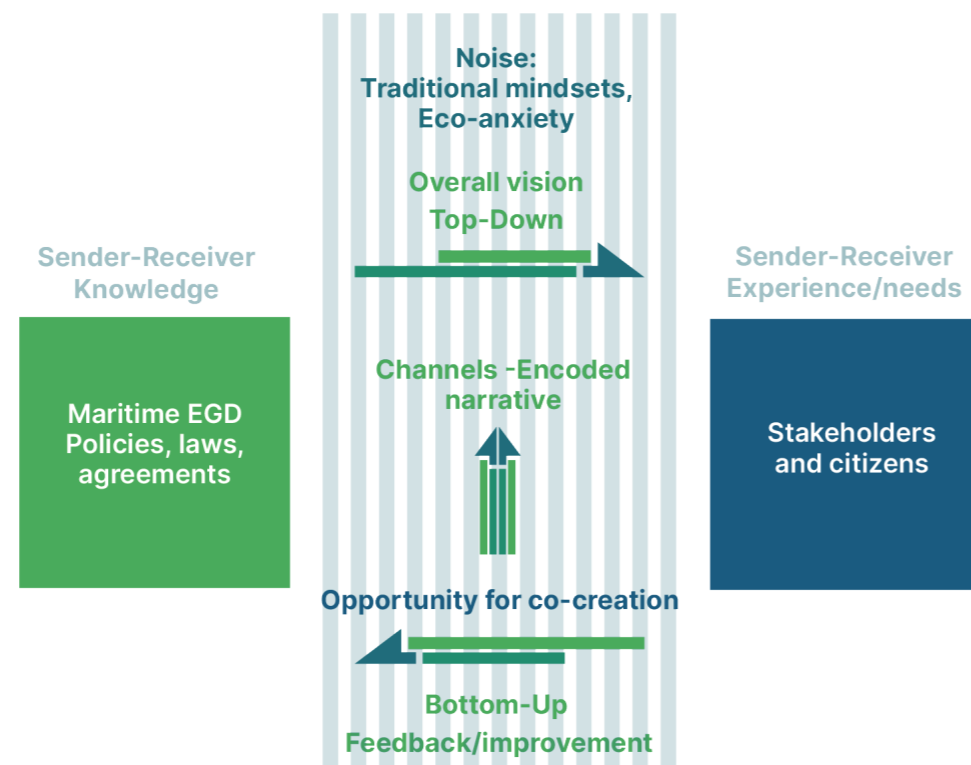 Noise:
Traditional mindsets,
Eco-anxiety
Overall vision
Top-Down
Sender-Receiver
Knowledge
Sender-Receiver
Experience/needs
Maritime EGD
Policies, laws,
agreements
Channels -Encoded
narrative
Stakeholders
and citizens
Opportunity for co-creation
Bottom-Up
Feedback/improvement